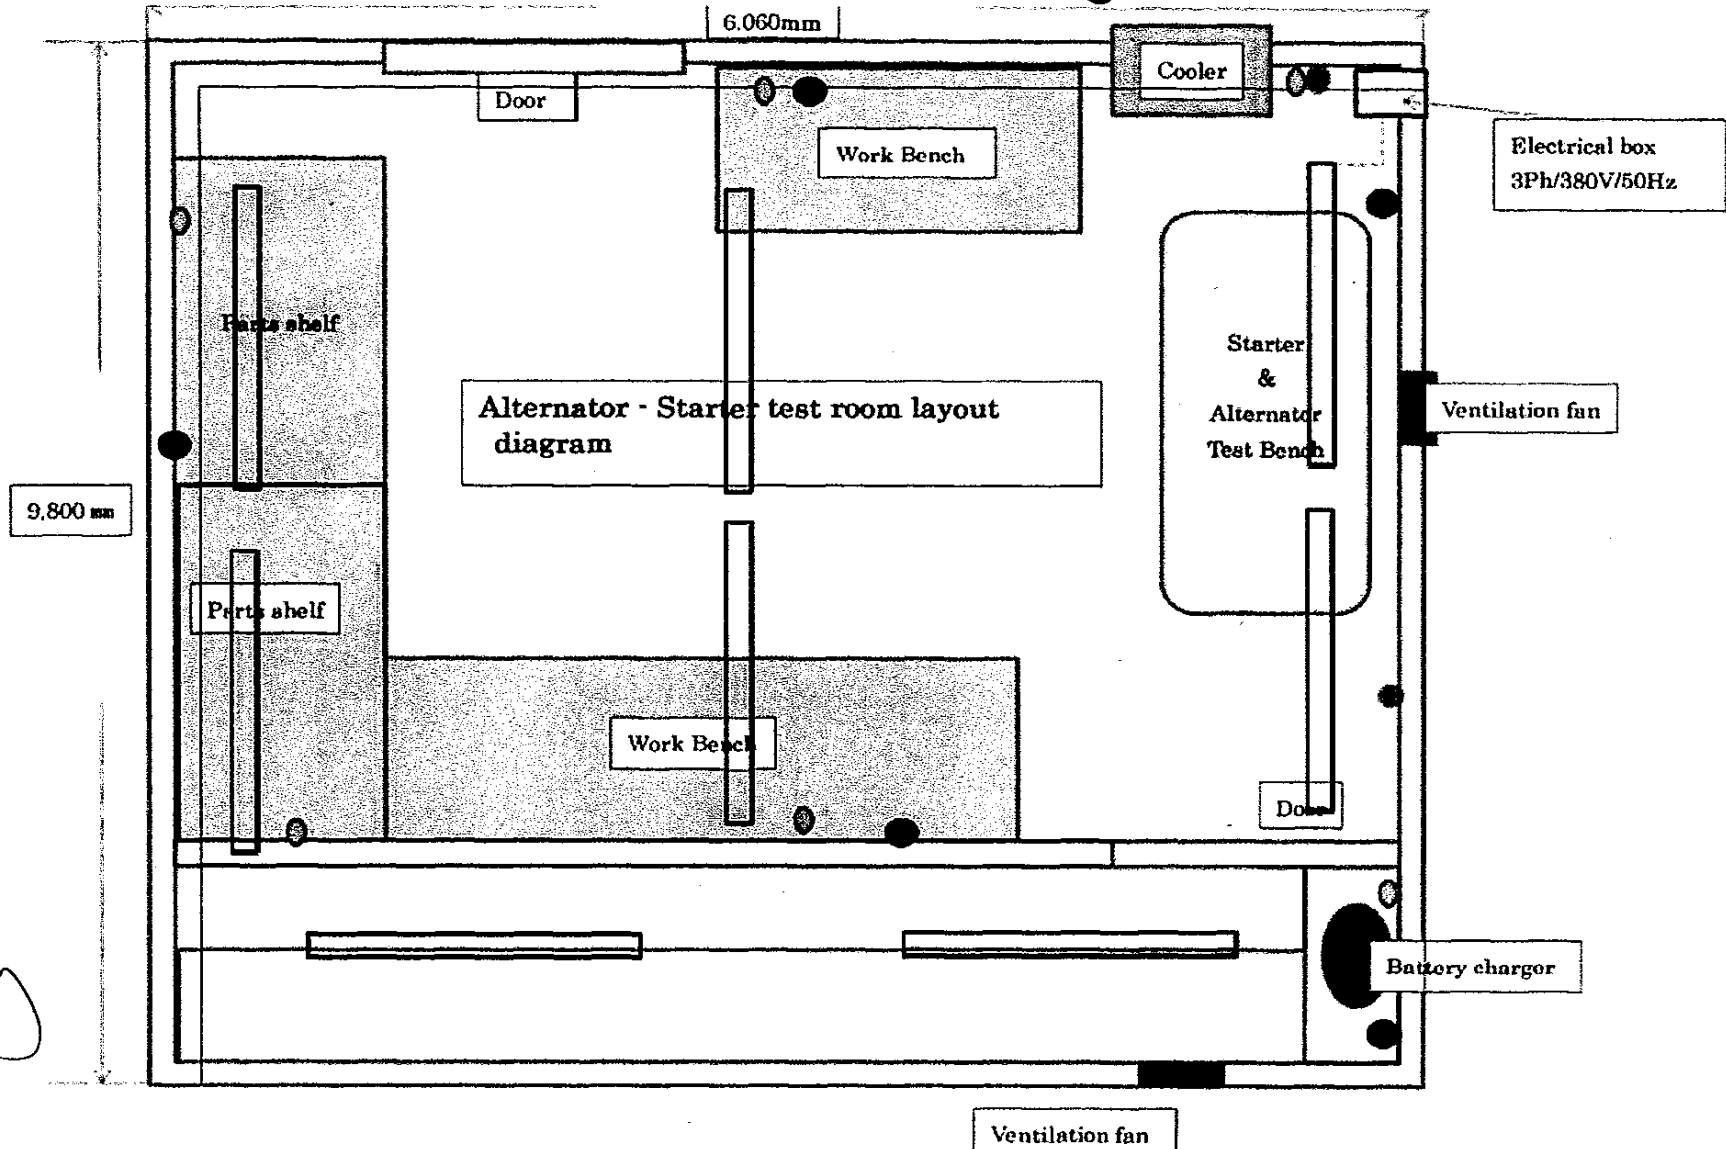 6.060mm
Cooler
Door
Work Bench
Electrical box
3Ph/380V/50Hz
Parts shelf
Starter
&
Alternator
Test Bench
Alternator - Starter test room layout
diagram
Ventilation fan
9,800 mm
Parts shelf
Work Bench
Door
Battery chargor
Ventilation fan